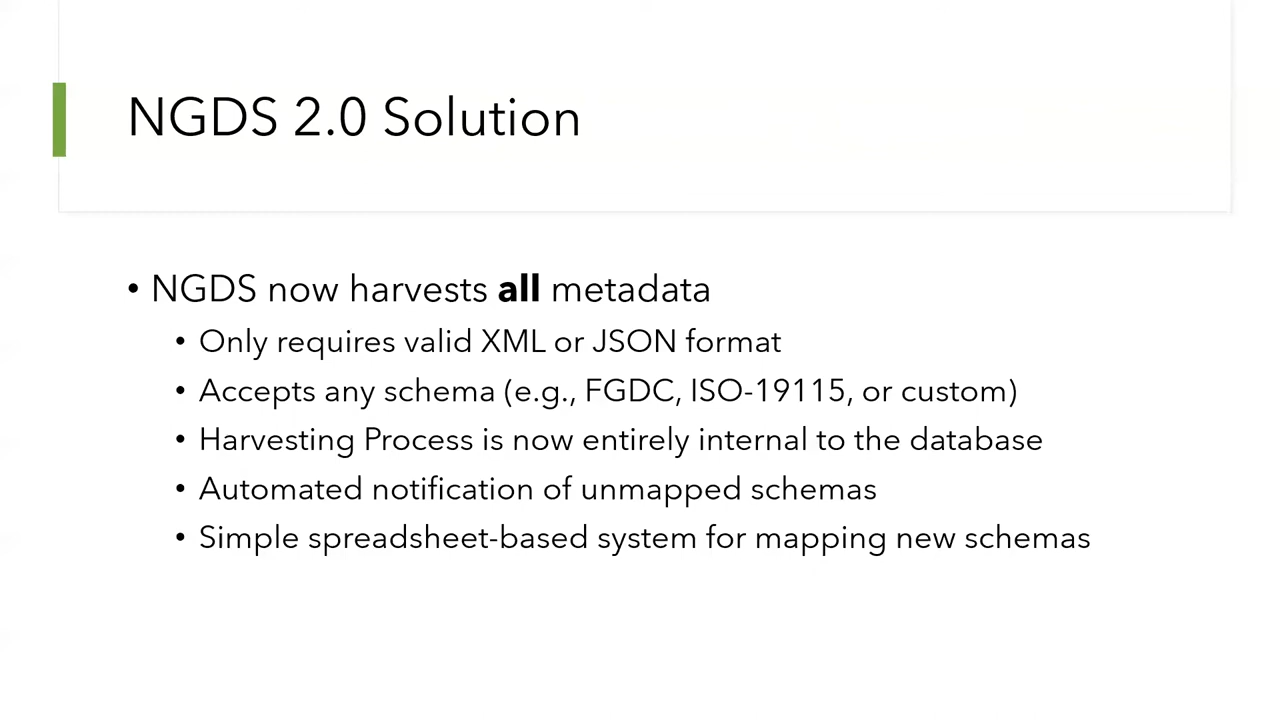 NGDS 2.0 Solution
• NGDS now harvests all metadata
• Only requires valid XML or JSON format
• Accepts any schema (e.g., FGDC, ISO-19115, or custom)
• Harvesting Process is now entirely internal to the database
• Automated notification of unmapped schemas
• Simple spreadsheet-based system for mapping new schemas